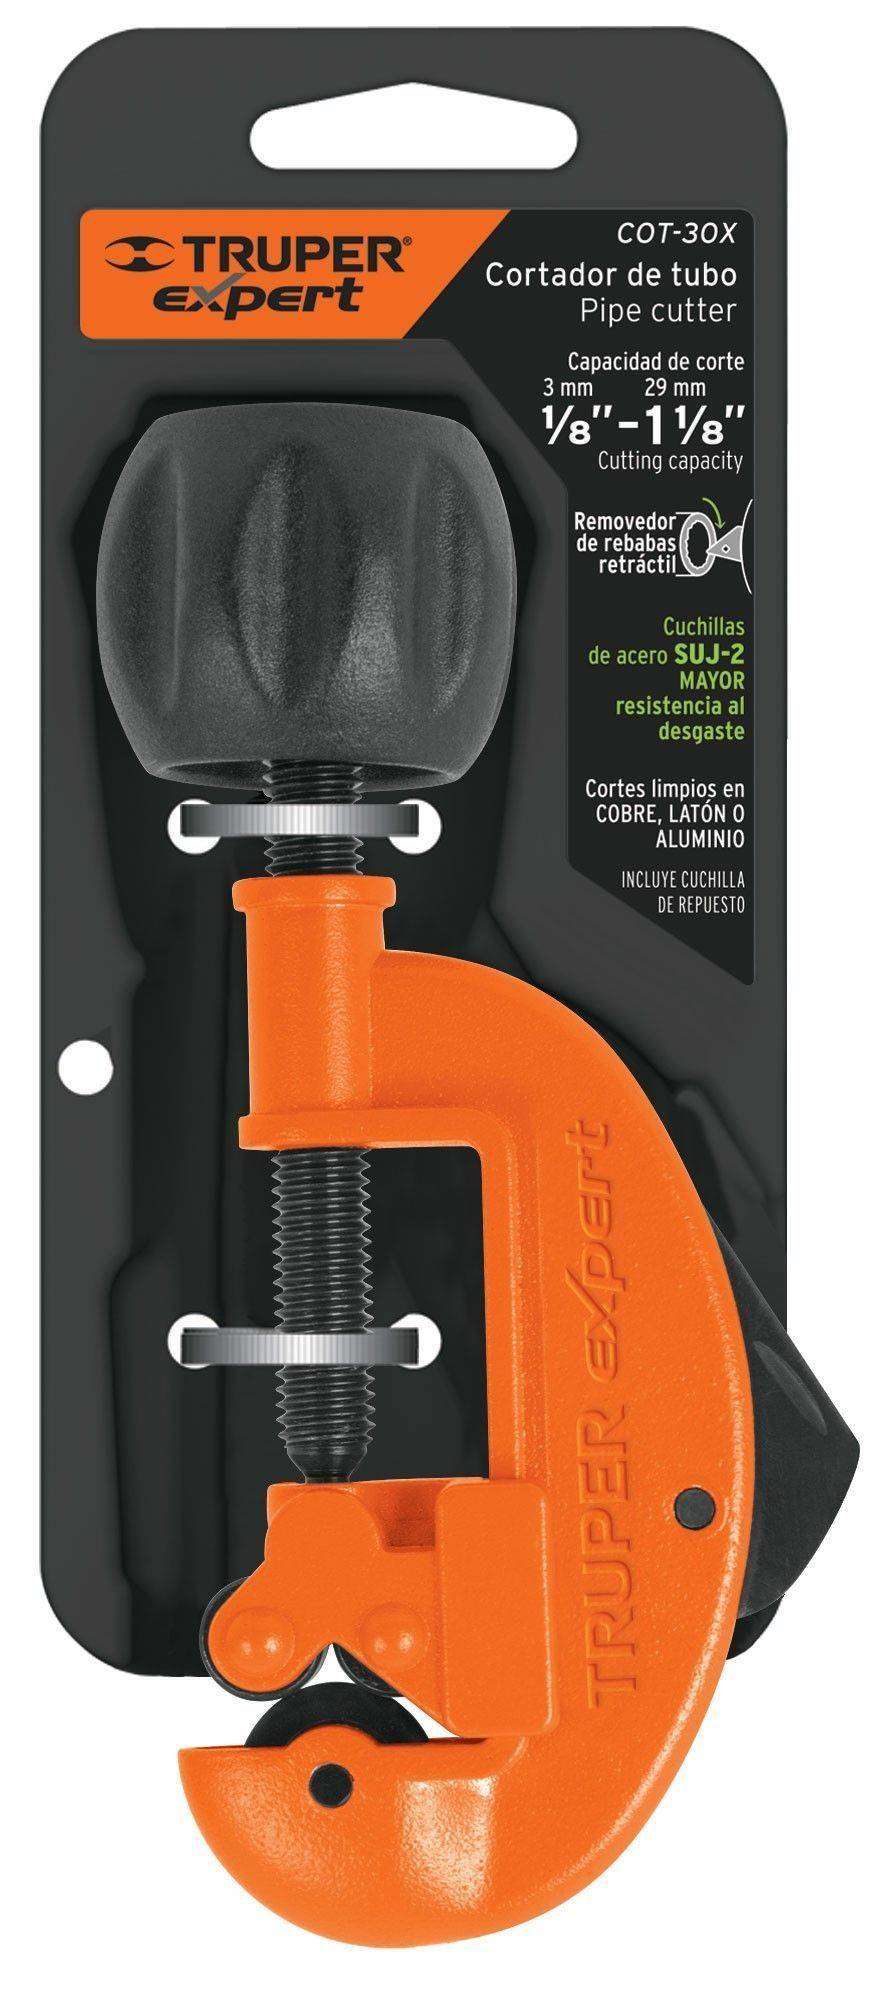 TRUPER®
expert
COT-30X
Cortador de tubo
Pipe cutter
Capacidad de corte
3 mm 29 mm
1/8" - 1 1/8"
Cutting capacity
Removedor
de rebabas
retráctil
Cuchillas
de acero SUJ-2
MAYOR
resistencia al
desgaste
Cortes limpios en
COBRE, LATÓN O
ALUMINIO
INCLUYE CUCHILLA
DE REPUESTO
TRUPER expert